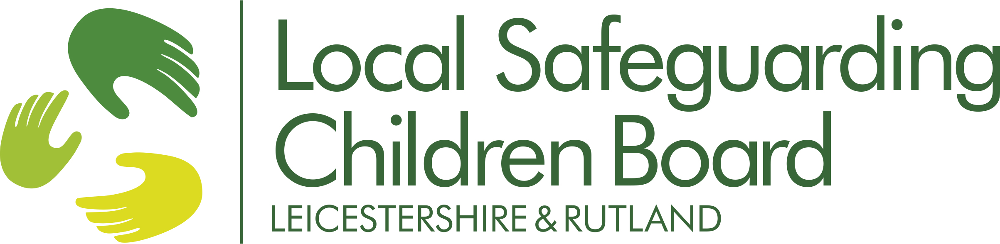 Local Safeguarding
Children Board
LEICESTERSHIRE & RUTLAND